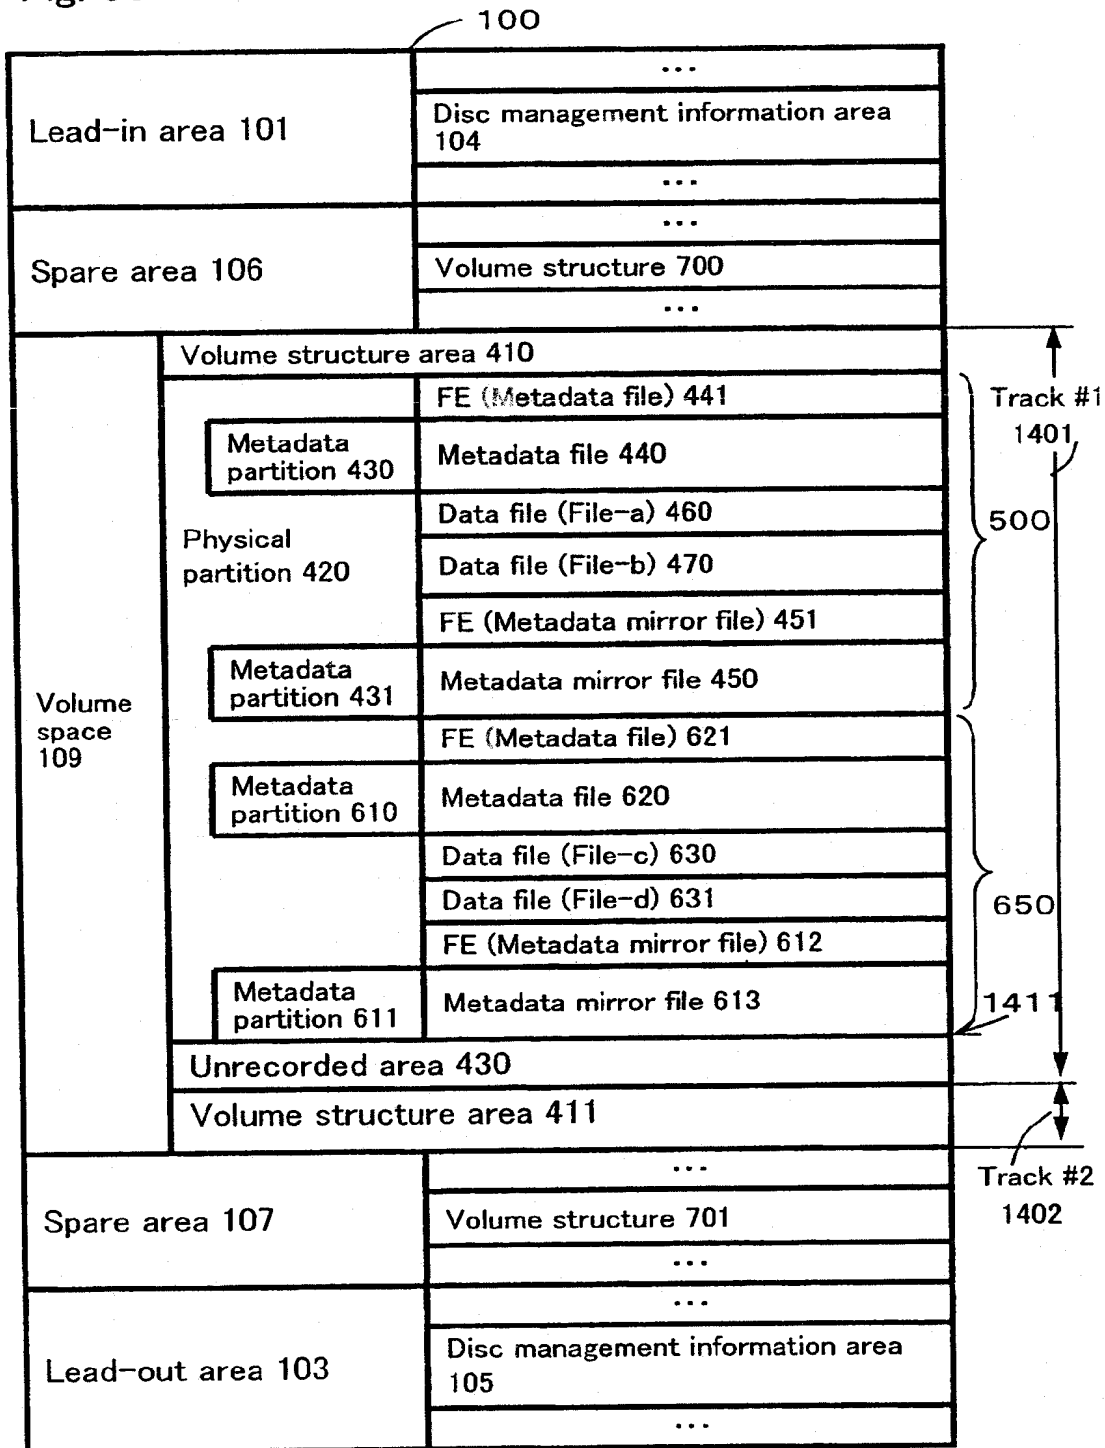 100
...
Lead-in area 101
Disc management information area
104
...
...
Spare area 106
Volume structure 700
...
Volume structure area 410
FE (Metadata file) 441
Track #1
1401
Metadata
partition 430
Metadata file 440
Data file (File-a) 460
500
Physical
partition 420
Data file (File-b) 470
FE (Metadata mirror file) 451
Metadata
partition 431
Metadata mirror file 450
Volume
space
109
FE (Metadata file) 621
Metadata
partition 610
Metadata file 620
Data file (File-c) 630
Data file (File-d) 631
650
FE (Metadata mirror file) 612
Metadata
partition 611
Metadata mirror file 613
1411
Unrecorded area 430
Volume structure area 411
...
Track #2
1402
Spare area 107
Volume structure 701
...
...
Lead-out area 103
Disc management information area
105
...